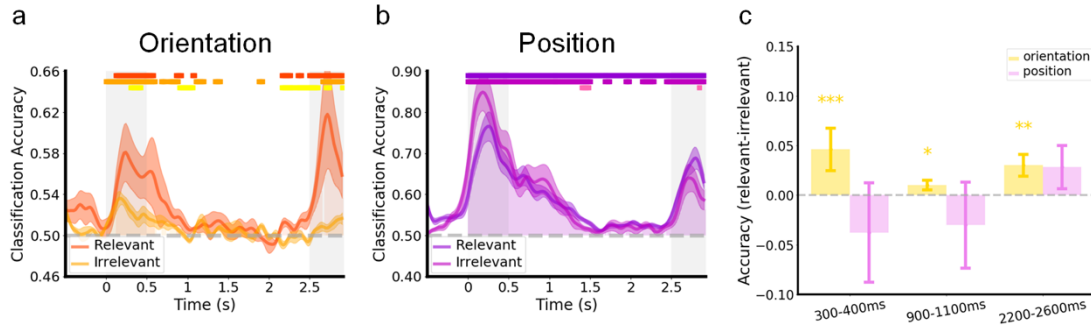 a
Orientation
0.66
0.62
0.58
0.54
0.50
0.46
Classification Accuracy
Relevant
Irrelevant
0 0.5 1 1.5 2 2.5
Time (s)
b
Position
0.90
0.80
0.70
0.60
0.50
0.40
Classification Accuracy
Relevant
Irrelevant
0 0.5 1 1.5 2 2.5
Time (s)
c
0.15
0.10
0.05
0.00
−0.05
−0.10
Accuracy (relevant-irrelevant)
orientation
position
***
*
**
300-400ms
900-1100ms
2200-2600ms